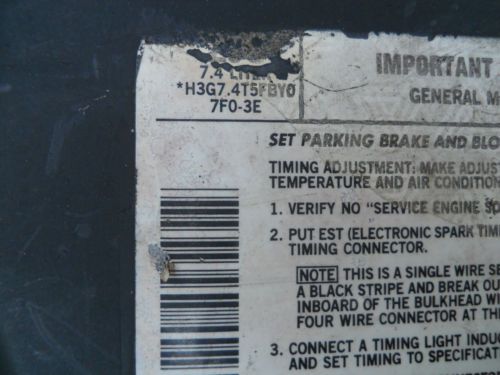 7.4 LITER
*H3G7.4T5FBY0
7F0-3E
IMPORTANT
GENERAL M
SET PARKING BRAKE AND BLO
TIMING ADJUSTMENT: MAKE ADJUST
TEMPERATURE AND AIR CONDITION
1. VERIFY NO "SERVICE ENGINE SO
2. PUT EST (ELECTRONIC SPARK TIM
TIMING CONNECTOR.
NOTE THIS IS A SINGLE WIRE SE
A BLACK STRIPE AND BREAK OU
INBOARD OF THE BULKHEAD W
FOUR WIRE CONNECTOR AT TH
3. CONNECT A TIMING LIGHT INDU
AND SET TIMING TO SPECIFICAT